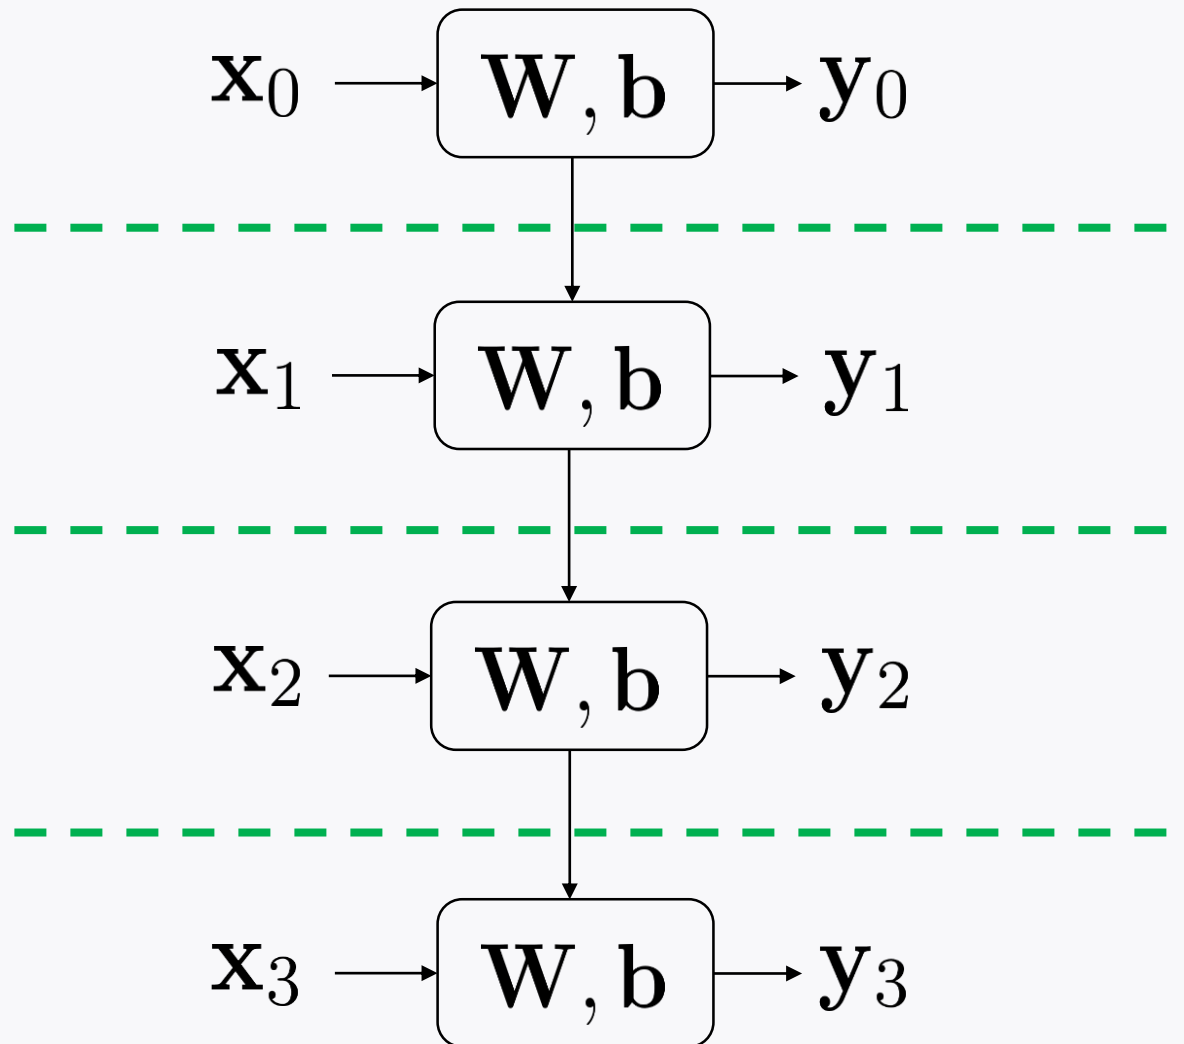 x₀ W, b y₀
x₁ W, b y₁
x₂ W, b y₂
x₃ W, b y₃